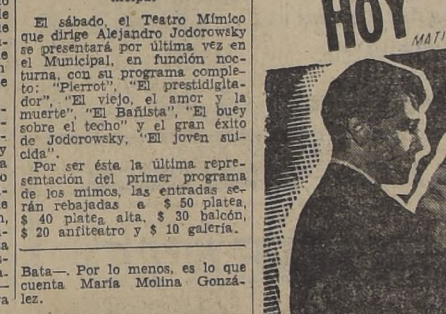 El sábado, el Teatro Mímico
que dirige Alejandro Jodorowsky
se presentará por última vez en
el Municipal, en función noc-
turna, con su programa comple-
to: "Pierrot", "El prestidigita-
dor", "El viejo, el amor y la
muerte", "El Bañista", "El buey
sobre el techo" y el gran éxito
de Jodorowsky, "El joven sui-
cida".
Por ser ésta la última repre-
sentación del primer programa
de los mimos, las entradas se-
rán rebajadas a $ 50 platea,
$ 40 platea alta, $ 30 balcón,
$ 20 anfiteatro y $ 10 galería.
Bata—. Por lo menos, es lo que
cuenta María Molina Gonzá-
lez.
HOY
MATI